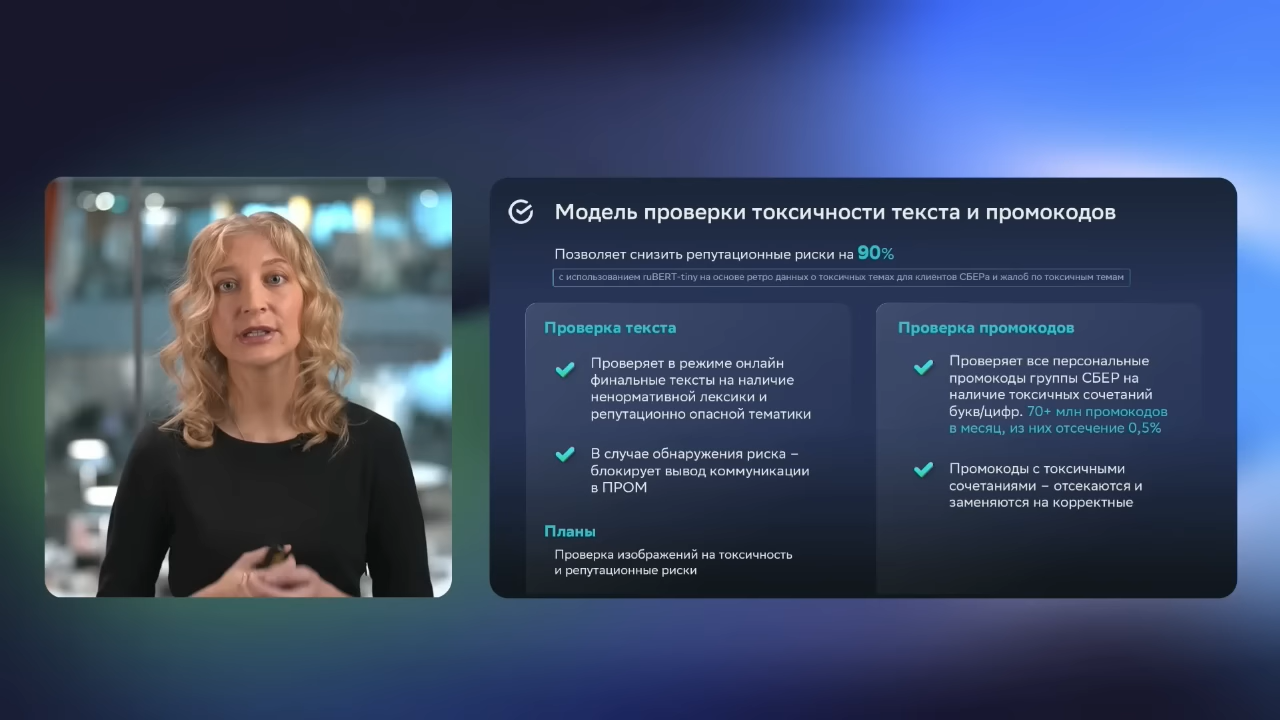 Модель проверки токсичности текста и промокодов
Позволяет снизить репутационные риски на 90%
с использованием ruBERT-tiny на основе ретро данных о токсичных темах для клиентов СБЕРа и жалоб по токсичным темам
Проверка текста
Проверяет в режиме онлайн
финальные тексты на наличие
ненормативной лексики и
репутационно опасной тематики
В случае обнаружения риска –
блокирует вывод коммуникации
в ПРОМ
Планы
Проверка изображений на токсичность
и репутационные риски
Проверка промокодов
Проверяет все персональные
промокоды группы СБЕР на
наличие токсичных сочетаний
букв/цифр. 70+ млн промокодов
в месяц, из них отсечение 0,5%
Промокоды с токсичными
сочетаниями – отсекаются и
заменяются на корректные